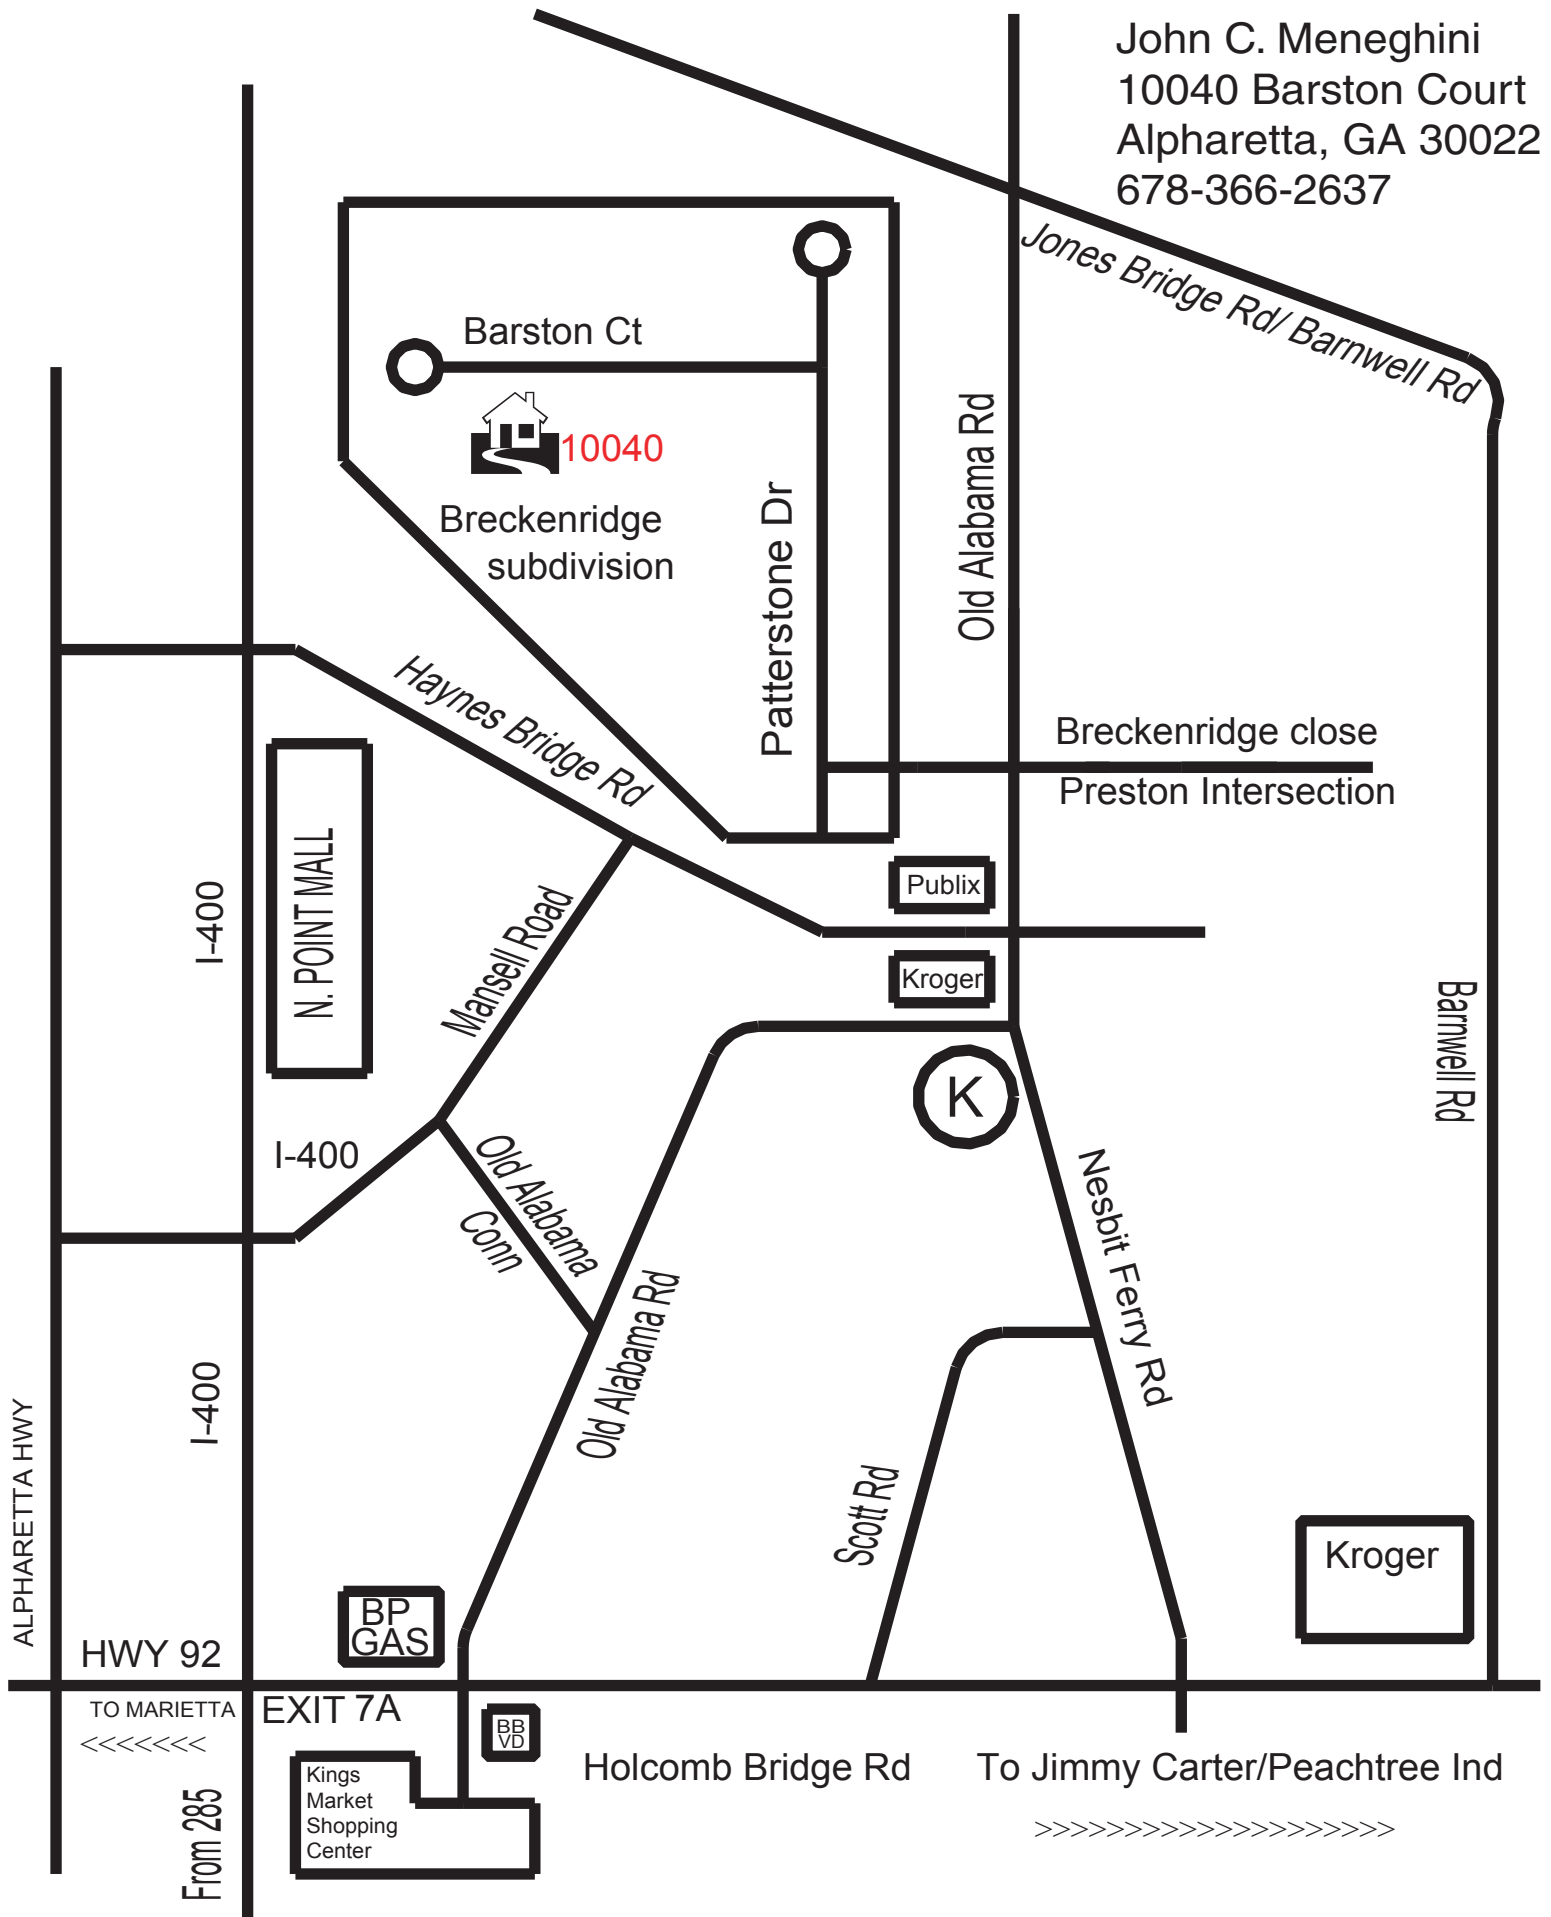 John C. Meneghini
10040 Barston Court
Alpharetta, GA 30022
678-366-2637
Jones Bridge Rd/ Barnwell Rd
Barston Ct
10040
Breckenridge
subdivision
Patterstone Dr
Old Alabama Rd
Haynes Bridge Rd
Breckenridge close
Preston Intersection
N. POINT MALL
I-400
Mansell Road
Publix
Kroger
K
Barnwell Rd
I-400
Old Alabama
Conn
Nesbit Ferry Rd
Old Alabama Rd
I-400
ALPHARETTA HWY
Scott Rd
Kroger
BP
GAS
HWY 92
TO MARIETTA
<<<<<<<
EXIT 7A
BB
VD
Kings
Market
Shopping
Center
From 285
Holcomb Bridge Rd
To Jimmy Carter/Peachtree Ind
>>>>>>>>>>>>>>>>>>>>